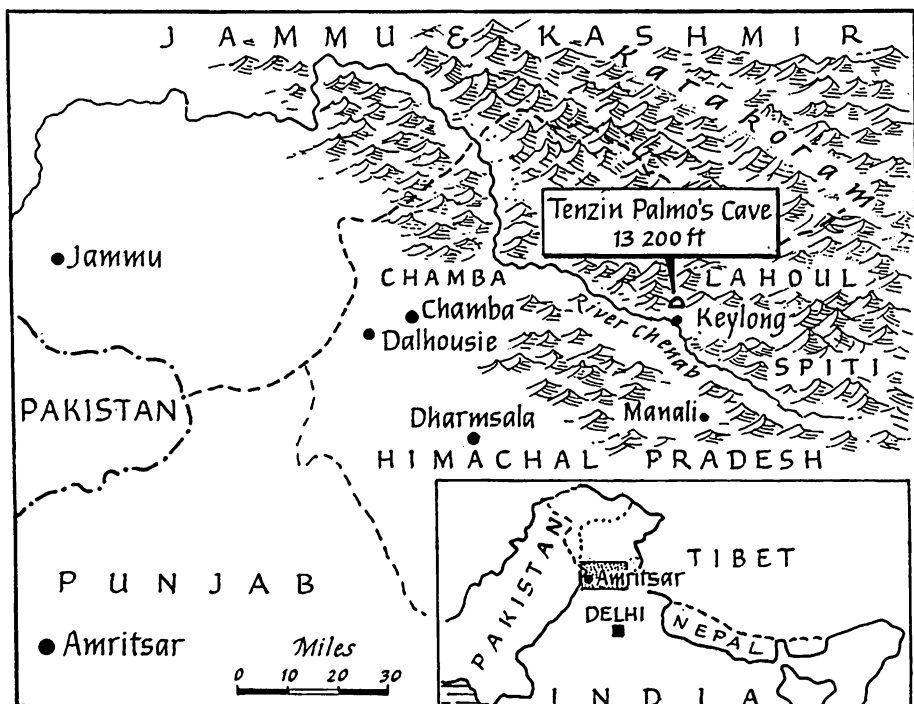 JAMMU & KASHMIR
Karakoram
Tenzin Palmo's Cave
13 200 ft
Jammu
CHAMBA
LAHOUL
Chamba
River Chenab
Keylong
Dalhousie
SPITI
PAKISTAN
Dharmsala
Manali
HIMACHAL PRADESH
PUNJAB
Amritsar
Miles
0 10 20 30
PAKISTAN
TIBET
Amritsar
DELHI
NEPAL
INDIA